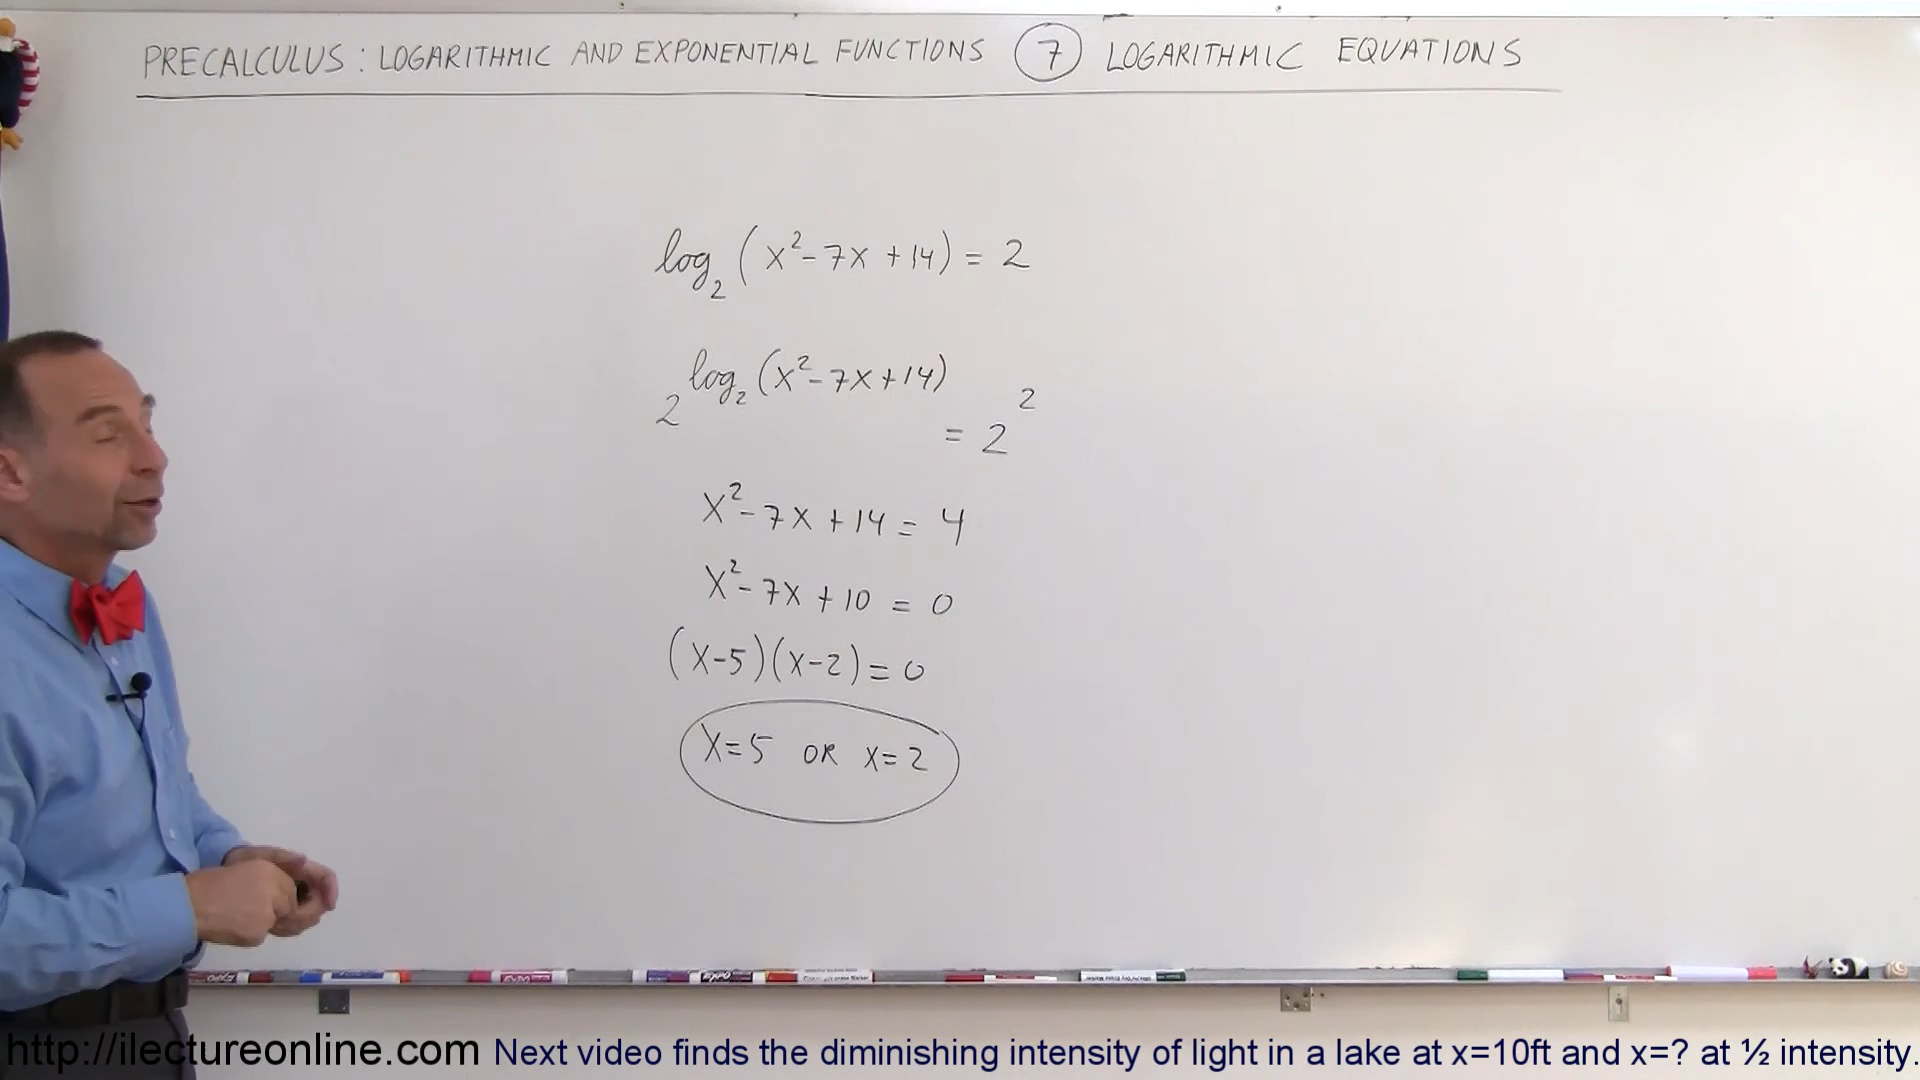 PRECALCULUS: LOGARITHMIC AND EXPONENTIAL FUNCTIONS 7 LOGARITHMIC EQUATIONS
log₂(x²-7x+14)=2
2^(log₂(x²-7x+14)) = 2²
x²-7x+14=4
x²-7x+10=0
(x-5)(x-2)=0
x=5 OR x=2
http://ilectureonline.com Next video finds the diminishing intensity of light in a lake at x=10ft and x=? at ½ intensity.